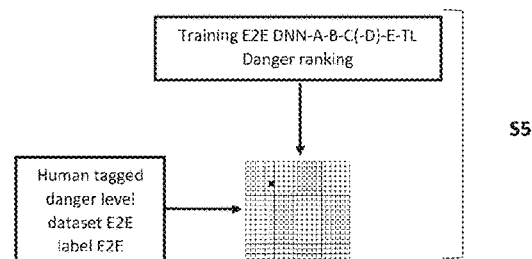 Training E2E DNN-A-B-C(-D)-E-TL
Danger ranking
S5
Human tagged
danger level
dataset E2E
label E2E